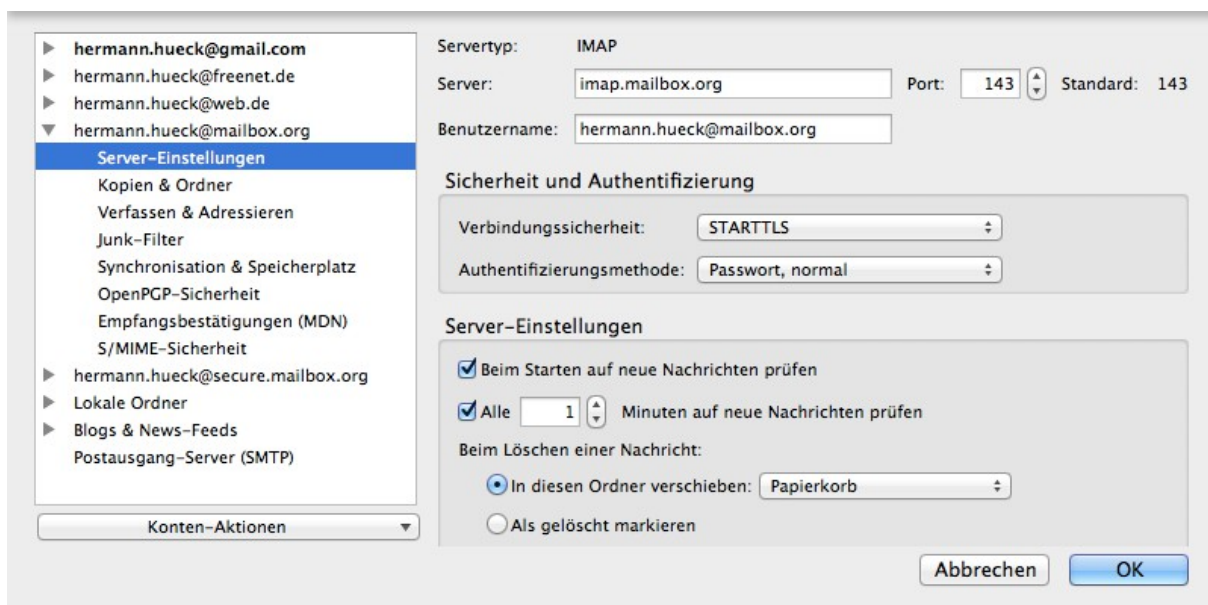 hermann.hueck@gmail.com
hermann.hueck@freenet.de
hermann.hueck@web.de
hermann.hueck@mailbox.org
Server-Einstellungen
Kopien & Ordner
Verfassen & Adressieren
Junk-Filter
Synchronisation & Speicherplatz
OpenPGP-Sicherheit
Empfangsbestätigungen (MDN)
S/MIME-Sicherheit
hermann.hueck@secure.mailbox.org
Lokale Ordner
Blogs & News-Feeds
Postausgang-Server (SMTP)
Konten-Aktionen
Servertyp: IMAP
Server: imap.mailbox.org Port: 143 Standard: 143
Benutzername: hermann.hueck@mailbox.org
Sicherheit und Authentifizierung
Verbindungssicherheit: STARTTLS
Authentifizierungsmethode: Passwort, normal
Server-Einstellungen
Beim Starten auf neue Nachrichten prüfen
Alle 1 Minuten auf neue Nachrichten prüfen
Beim Löschen einer Nachricht:
In diesen Ordner verschieben: Papierkorb
Als gelöscht markieren
Abbrechen OK